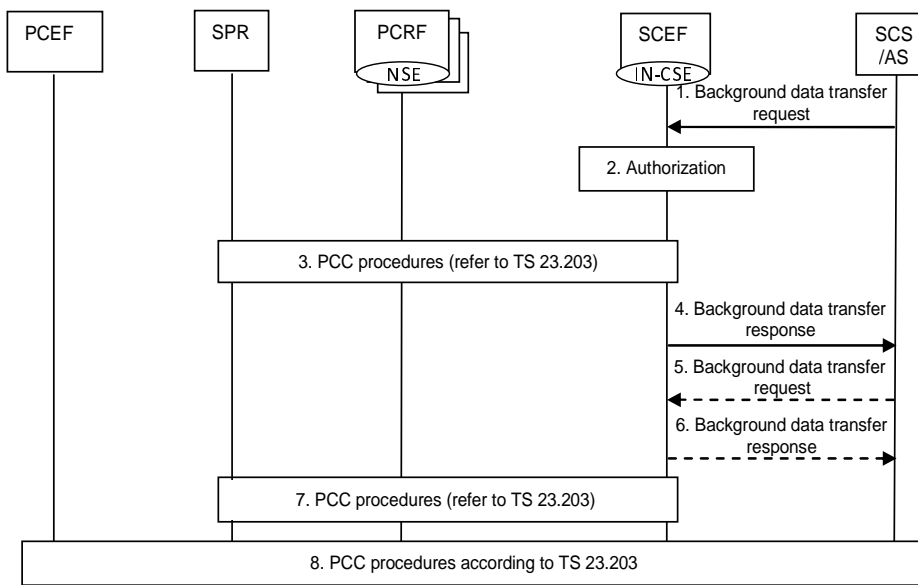 PCEF
SPR
PCRF
NSE
SCEF
IN-CSE
SCS
/AS
1. Background data transfer
request
2. Authorization
3. PCC procedures (refer to TS 23.203)
4. Background data transfer
response
5. Background data transfer
request
6. Background data transfer
response
7. PCC procedures (refer to TS 23.203)
8. PCC procedures according to TS 23.203